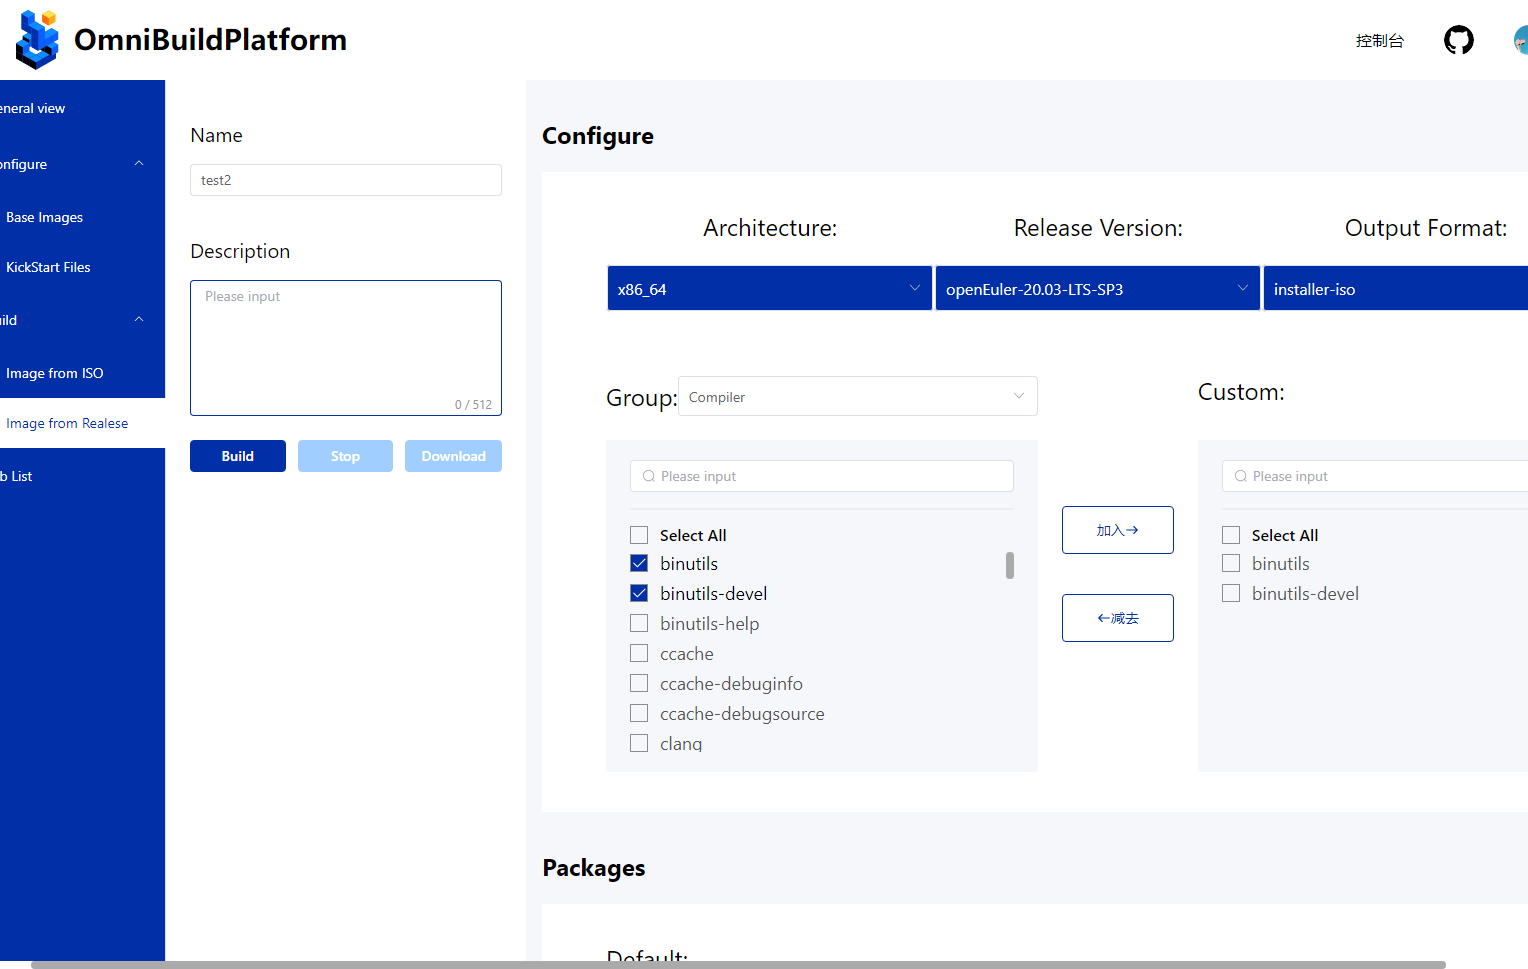 OmniBuildPlatform
控制台
eneral view
onfigure
Base Images
KickStart Files
ild
Image from ISO
Image from Realese
b List
Name
test2
Description
Please input
0 / 512
Build
Stop
Download
Configure
Architecture:
Release Version:
Output Format:
x86_64
openEuler-20.03-LTS-SP3
installer-iso
Group:
Compiler
Please input
Select All
binutils
binutils-devel
binutils-help
ccache
ccache-debuginfo
ccache-debugsource
clang
加入→
←减去
Custom:
Please input
Select All
binutils
binutils-devel
Packages
Default: